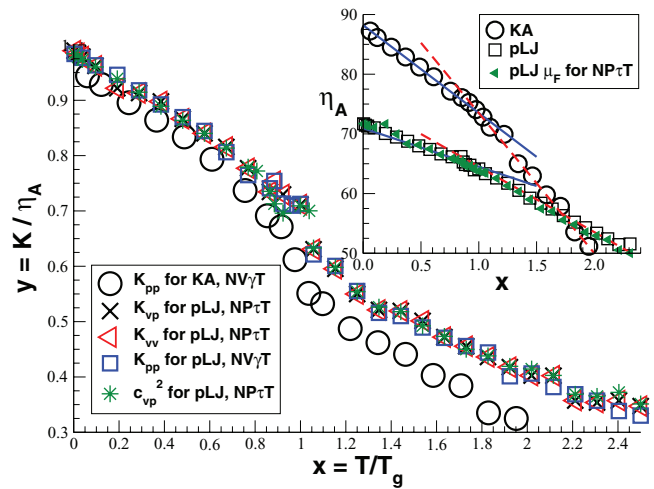 90
80
70
60
50
η_A
0.0 0.5 1.0 1.5 2.0
x
KA
pLJ
pLJ μ_F for NPτT
0.9
0.8
0.7
0.6
0.5
0.4
0.3
y = K / η_A
K_pp for KA, NVγT
K_vp for pLJ, NPτT
K_vv for pLJ, NPτT
K_pp for pLJ, NVγT
c_vp^2 for pLJ, NPτT
0 0.2 0.4 0.6 0.8 1 1.2 1.4 1.6 1.8 2 2.2 2.4
x = T/T_g